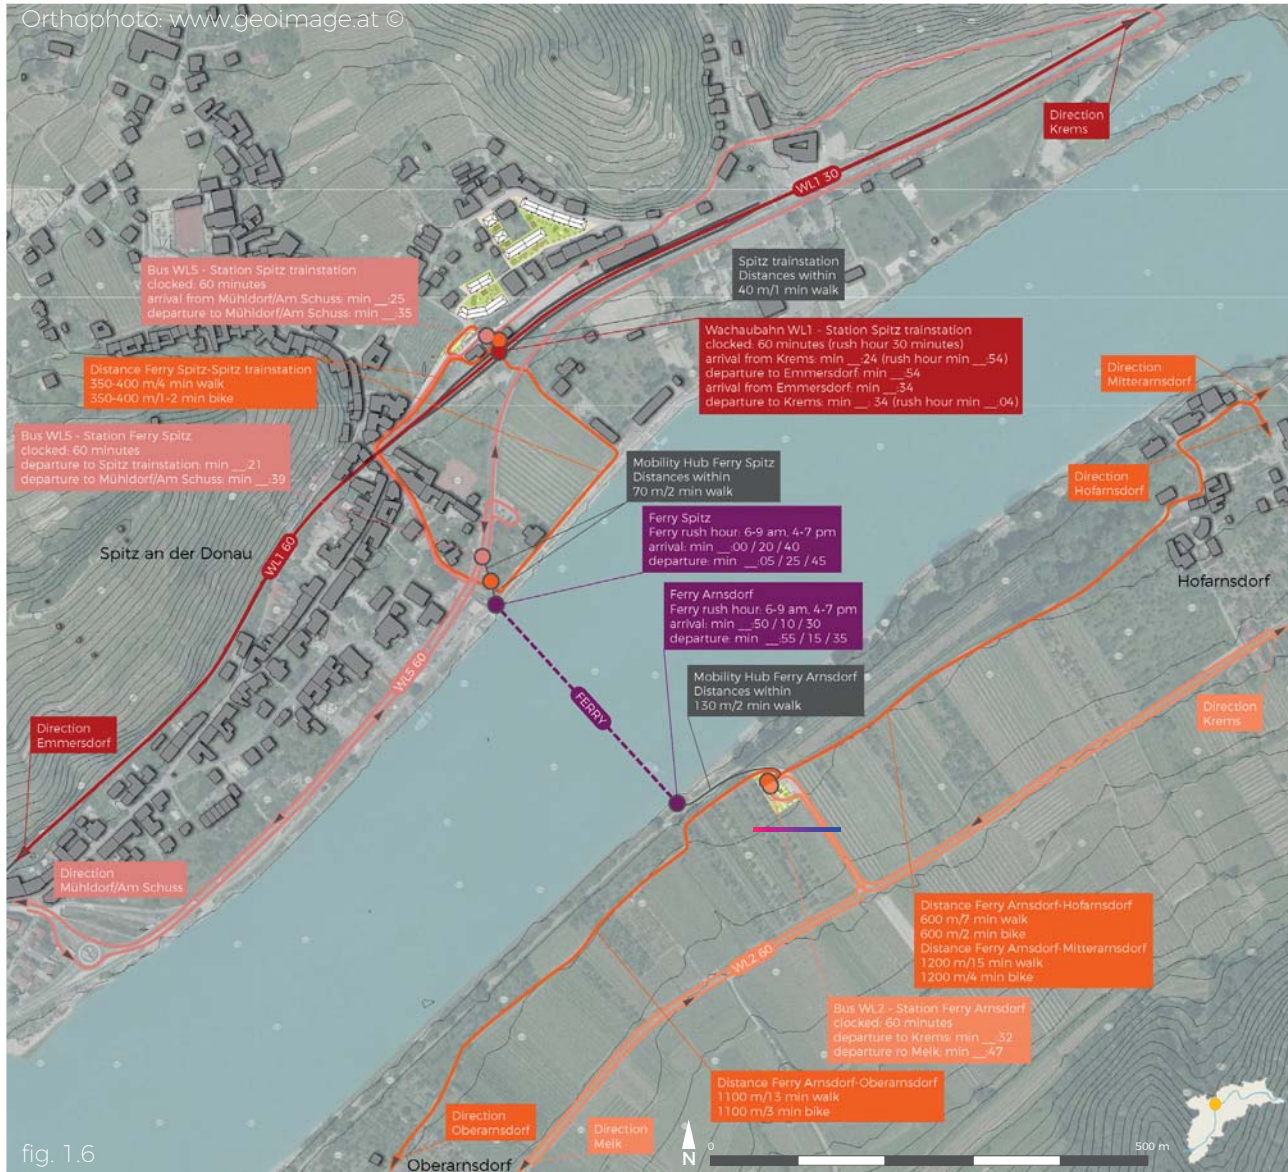 Orthophoto: www.geoimage.at ©
Direction
Krems
WL1 30
Bus WL5 - Station Spitz trainstation
clocked: 60 minutes
arrival from Mühldorf/Am Schuss: min __:25
departure to Mühldorf/Am Schuss: min __:35
Spitz trainstation
Distances within
40 m/1 min walk
Wachaubahn WL1 - Station Spitz trainstation
clocked: 60 minutes (rush hour 30 minutes)
arrival from Krems: min __:24 (rush hour min __:54)
departure to Emmersdorf: min __:54
arrival from Emmersdorf: min __:34
departure to Krems: min __: 34 (rush hour min __:04)
Distance Ferry Spitz-Spitz trainstation
350-400 m/4 min walk
350-400 m/1-2 min bike
Direction
Mitterarnsdorf
Bus WL5 - Station Ferry Spitz
clocked: 60 minutes
departure to Spitz trainstation: min __:21
departure to Mühldorf/Am Schuss: min __:39
Mobility Hub Ferry Spitz
Distances within
70 m/2 min walk
Direction
Hofarnsdorf
Ferry Spitz
Ferry rush hour: 6-9 am, 4-7 pm
arrival: min __:00 / 20 / 40
departure: min __:05 / 25 / 45
Spitz an der Donau
WL1 60
Hofarnsdorf
Ferry Arnsdorf
Ferry rush hour: 6-9 am, 4-7 pm
arrival: min __:50 / 10 / 30
departure: min __:55 / 15 / 35
WL5 60
Mobility Hub Ferry Arnsdorf
Distances within
130 m/2 min walk
FERRY
Direction
Krems
Direction
Emmersdorf
Direction
Mühldorf/Am Schuss
Distance Ferry Arnsdorf-Hofarnsdorf
600 m/7 min walk
600 m/2 min bike
Distance Ferry Arnsdorf-Mitterarnsdorf
1200 m/15 min walk
1200 m/4 min bike
WL2 60
Bus WL2 - Station Ferry Arnsdorf
clocked: 60 minutes
departure to Krems: min __:32
departure ro Melk: min __:47
Distance Ferry Arnsdorf-Oberarnsdorf
1100 m/13 min walk
1100 m/3 min bike
Direction
Oberarnsdorf
Direction
Melk
fig. 1.6
Oberarnsdorf
N
0
500 m